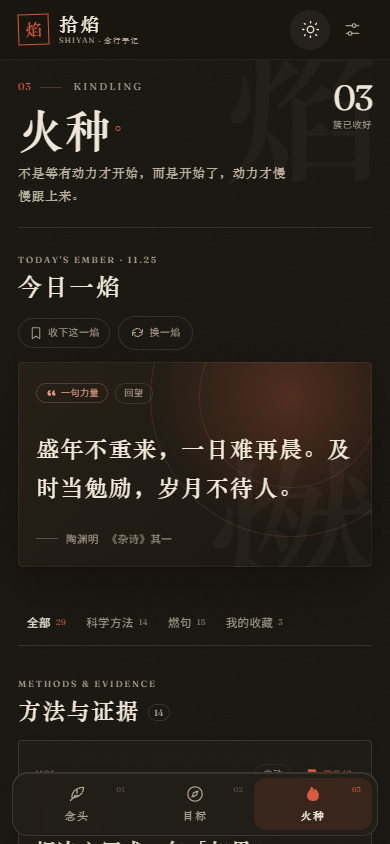 焰
拾焰
SHIYAN · 念行手记
03 —— KINDLING
火种
03
簇已收好
不是等有动力才开始，而是开始了，动力才慢
慢跟上来。
TODAY'S EMBER · 11.25
今日一焰
收下这一焰
换一焰
一句力量
回望
盛年不重来，一日难再晨。及
时当勉励，岁月不待人。
—— 陶渊明 《杂诗》其一
燃
全部 29
科学方法 14
燃句 15
我的收藏 3
METHODS & EVIDENCE
方法与证据 14
01
念头
02
目标
03
火种